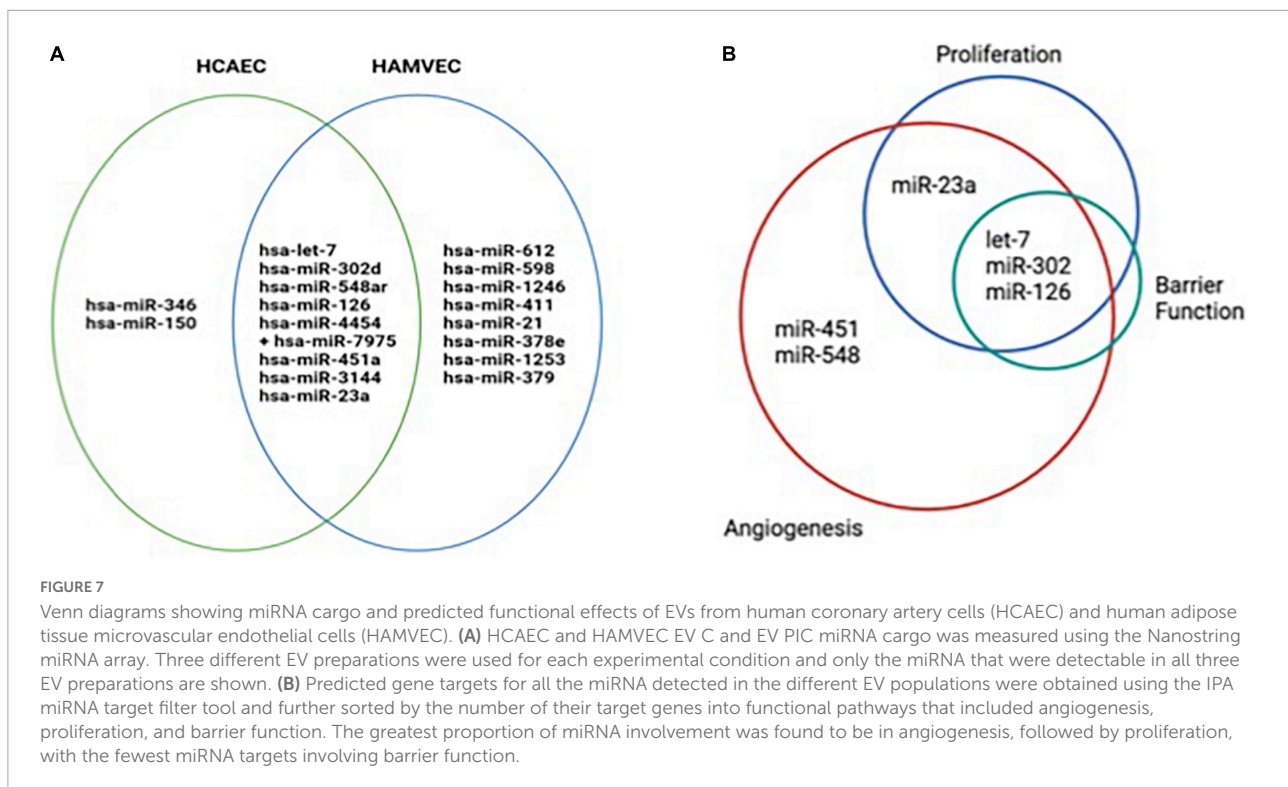 A
HCAEC
HAMVEC
hsa-miR-346
hsa-miR-150
hsa-let-7
hsa-miR-302d
hsa-miR-548ar
hsa-miR-126
hsa-miR-4454
+ hsa-miR-7975
hsa-miR-451a
hsa-miR-3144
hsa-miR-23a
hsa-miR-612
hsa-miR-598
hsa-miR-1246
hsa-miR-411
hsa-miR-21
hsa-miR-378e
hsa-miR-1253
hsa-miR-379
B
Proliferation
miR-23a
let-7
miR-302
miR-126
Barrier
Function
miR-451
miR-548
Angiogenesis
FIGURE 7
Venn diagrams showing miRNA cargo and predicted functional effects of EVs from human coronary artery cells (HCAEC) and human adipose
tissue microvascular endothelial cells (HAMVEC). (A) HCAEC and HAMVEC EV C and EV PIC miRNA cargo was measured using the Nanostring
miRNA array. Three different EV preparations were used for each experimental condition and only the miRNA that were detectable in all three
EV preparations are shown. (B) Predicted gene targets for all the miRNA detected in the different EV populations were obtained using the IPA
miRNA target filter tool and further sorted by the number of their target genes into functional pathways that included angiogenesis,
proliferation, and barrier function. The greatest proportion of miRNA involvement was found to be in angiogenesis, followed by proliferation,
with the fewest miRNA targets involving barrier function.